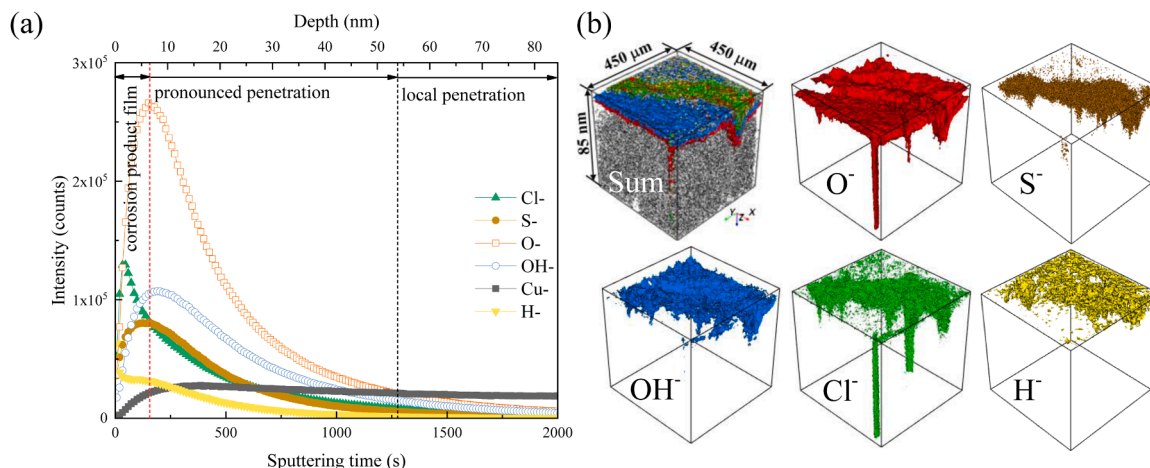 (a)
Depth (nm)
0 10 20 30 40 50 60 70 80
3x10⁵
2x10⁵
1x10⁵
0
Intensity (counts)
corrosion product film
pronounced penetration
local penetration
Cl-
S-
O-
OH-
Cu-
H-
0 500 1000 1500 2000
Sputtering time (s)
(b)
450 μm
450 μm
85 nm
Sum
Y Z X
O⁻
S⁻
OH⁻
Cl⁻
H⁻